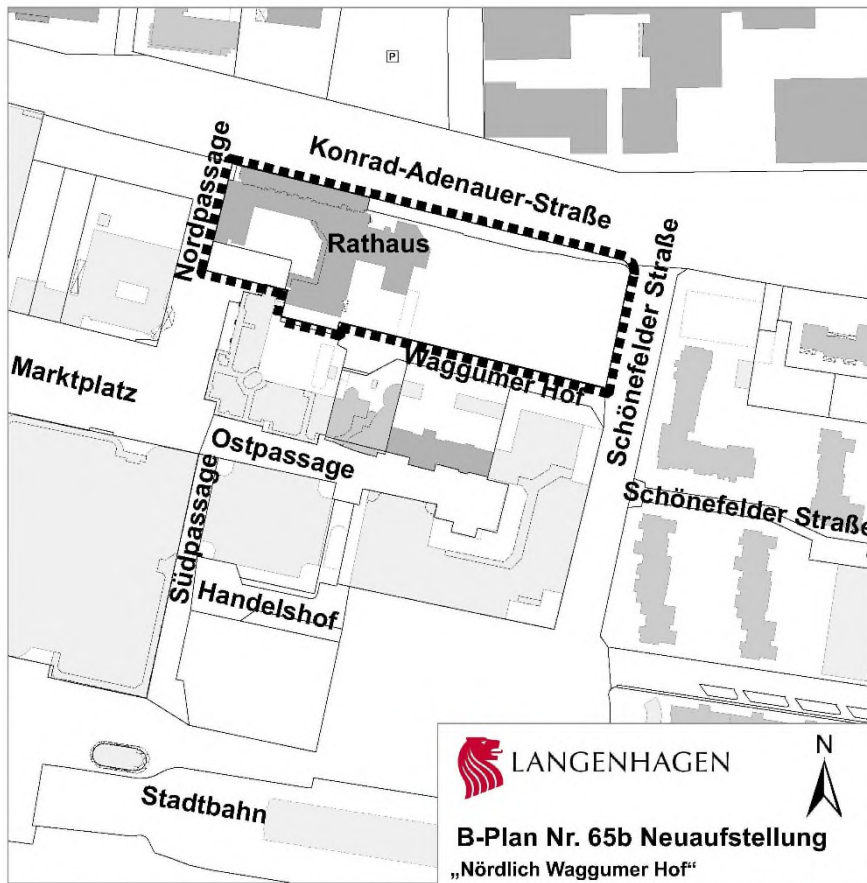 P
Konrad-Adenauer-Straße
Nordpassage
Rathaus
Schönefelder Straße
Waggumer Hof
Marktplatz
Ostpassage
Schönefelder Straße
Südpassage
Handelshof
Stadtbahn
LANGENHAGEN
N
B-Plan Nr. 65b Neuaufstellung
„Nördlich Waggumer Hof“